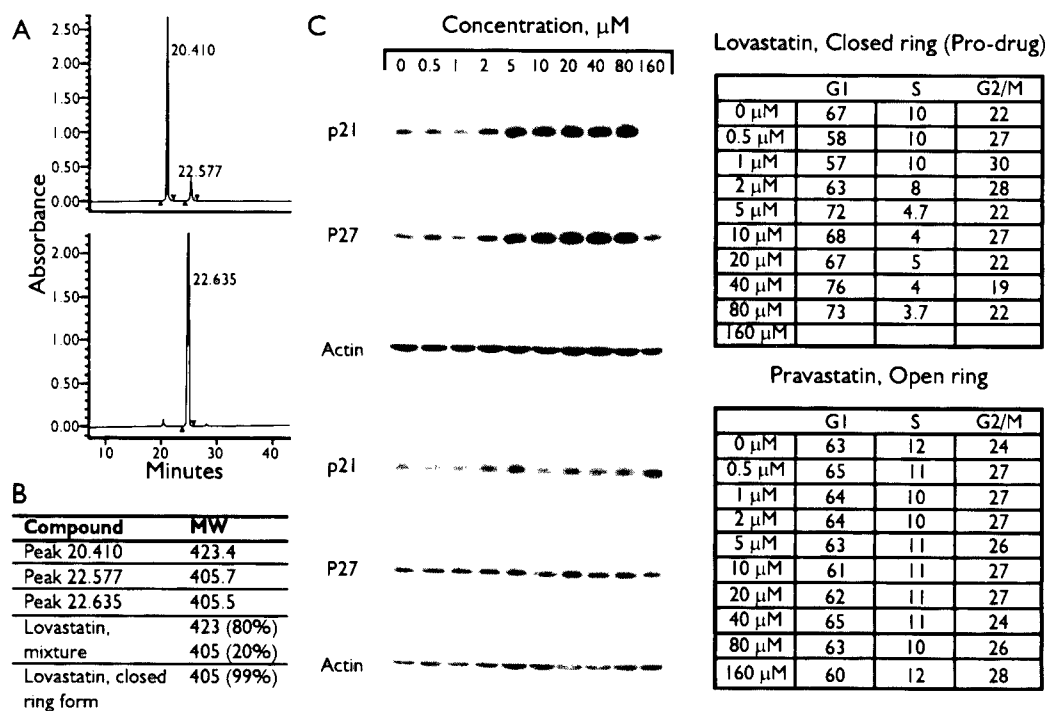 A
Absorbance
2.50
2.00
1.50
1.00
0.50
0.00
20.410
22.577
2.00
1.50
1.00
0.50
0.00
22.635
10 20 30 40
Minutes
B
Compound MW
Peak 20.410 423.4
Peak 22.577 405.7
Peak 22.635 405.5
Lovastatin, 423 (80%)
mixture 405 (20%)
Lovastatin, closed 405 (99%)
ring form
C
Concentration, μM
0 0.5 1 2 5 10 20 40 80 160
p21
P27
Actin
p21
P27
Actin
Lovastatin, Closed ring (Pro-drug)
G1 S G2/M
0 μM 67 10 22
0.5 μM 58 10 27
1 μM 57 10 30
2 μM 63 8 28
5 μM 72 4.7 22
10 μM 68 4 27
20 μM 67 5 22
40 μM 76 4 19
80 μM 73 3.7 22
160 μM
Pravastatin, Open ring
G1 S G2/M
0 μM 63 12 24
0.5 μM 65 11 27
1 μM 64 10 27
2 μM 64 10 27
5 μM 63 11 26
10 μM 61 11 27
20 μM 62 11 27
40 μM 65 11 24
80 μM 63 10 26
160 μM 60 12 28